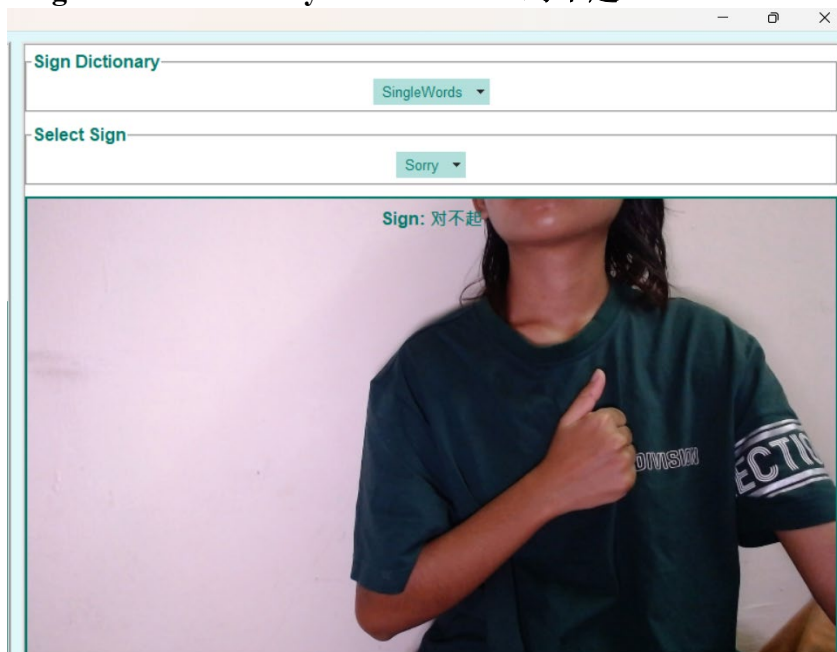 Sign Dictionary
SingleWords
Select Sign
Sorry
Sign: 对不起
DIVISION
ECTIO